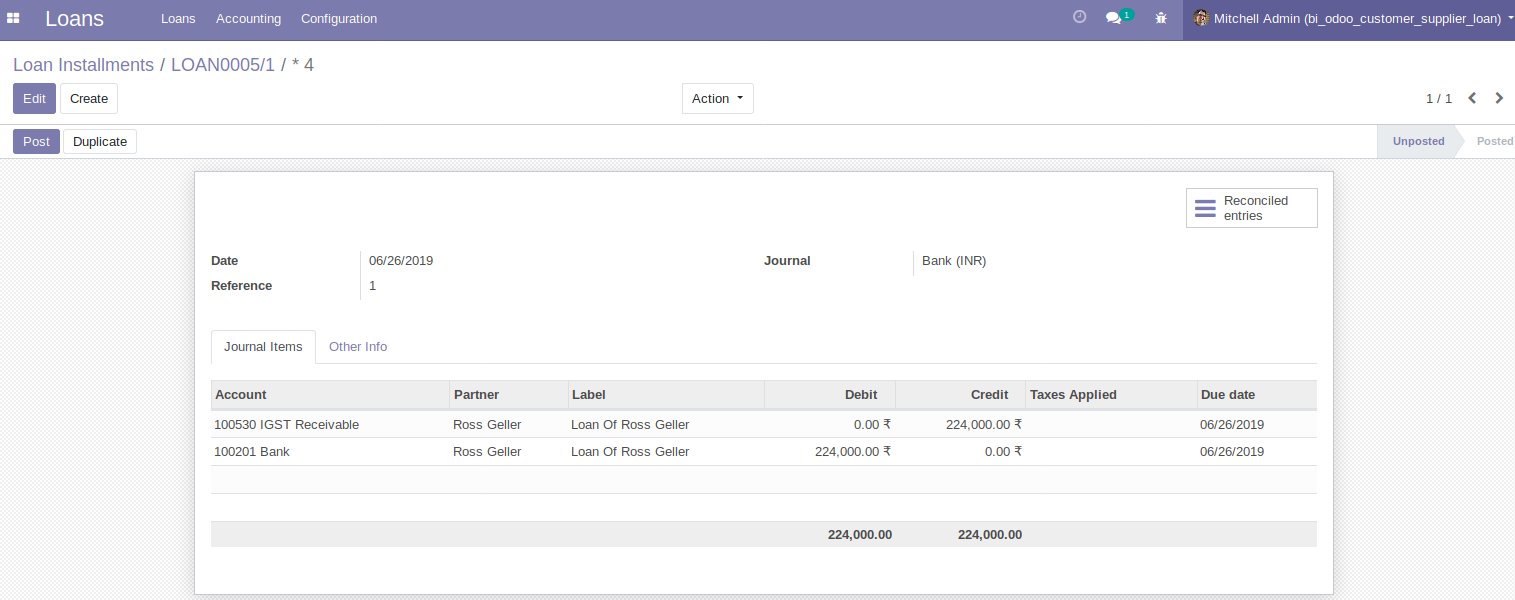 Loans Loans Accounting Configuration 1 Mitchell Admin (bi_odoo_customer_supplier_loan)
Loan Installments / LOAN0005/1 / * 4
Edit Create Action 1 / 1
Post Duplicate Unposted Posted
Reconciled
entries
Date 06/26/2019 Journal Bank (INR)
Reference 1
Journal Items Other Info
Account Partner Label Debit Credit Taxes Applied Due date
100530 IGST Receivable Ross Geller Loan Of Ross Geller 0.00 ₹ 224,000.00 ₹ 06/26/2019
100201 Bank Ross Geller Loan Of Ross Geller 224,000.00 ₹ 0.00 ₹ 06/26/2019
224,000.00 224,000.00